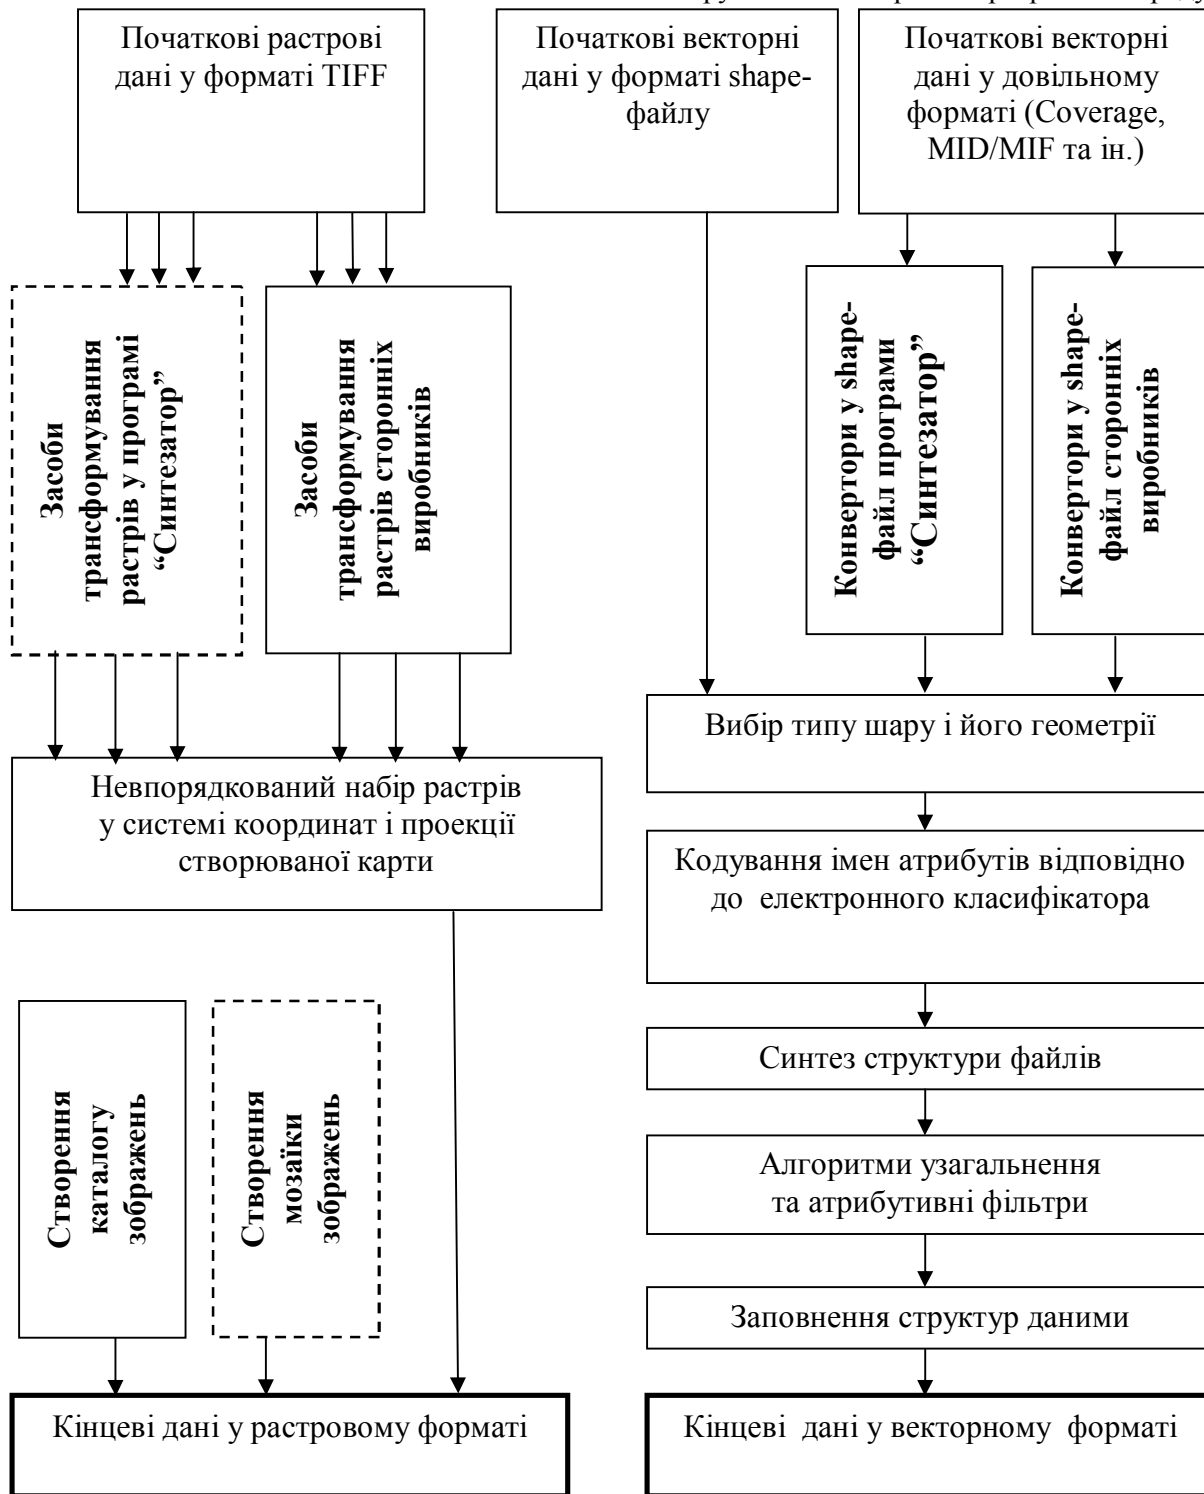 Початкові растрові
дані у форматі TIFF
Початкові векторні
дані у форматі shape-
файлу
Початкові векторні
дані у довільному
форматі (Coverage,
MID/MIF та ін.)
Засоби
трансформування
растрів у програмі
“Синтезатор”
Засоби
трансформування
растрів сторонніх
виробників
Конвертори у shape-
файл програми
“Синтезатор”
Конвертори у shape-
файл сторонніх
виробників
Вибір типу шару і його геометрії
Невпорядкований набір растрів
у системі координат і проекції
створюваної карти
Кодування імен атрибутів відповідно
до електронного класифікатора
Створення
каталогу
зображень
Створення
мозаїки
зображень
Синтез структури файлів
Алгоритми узагальнення
та атрибутивні фільтри
Заповнення структур даними
Кінцеві дані у растровому форматі
Кінцеві дані у векторному форматі